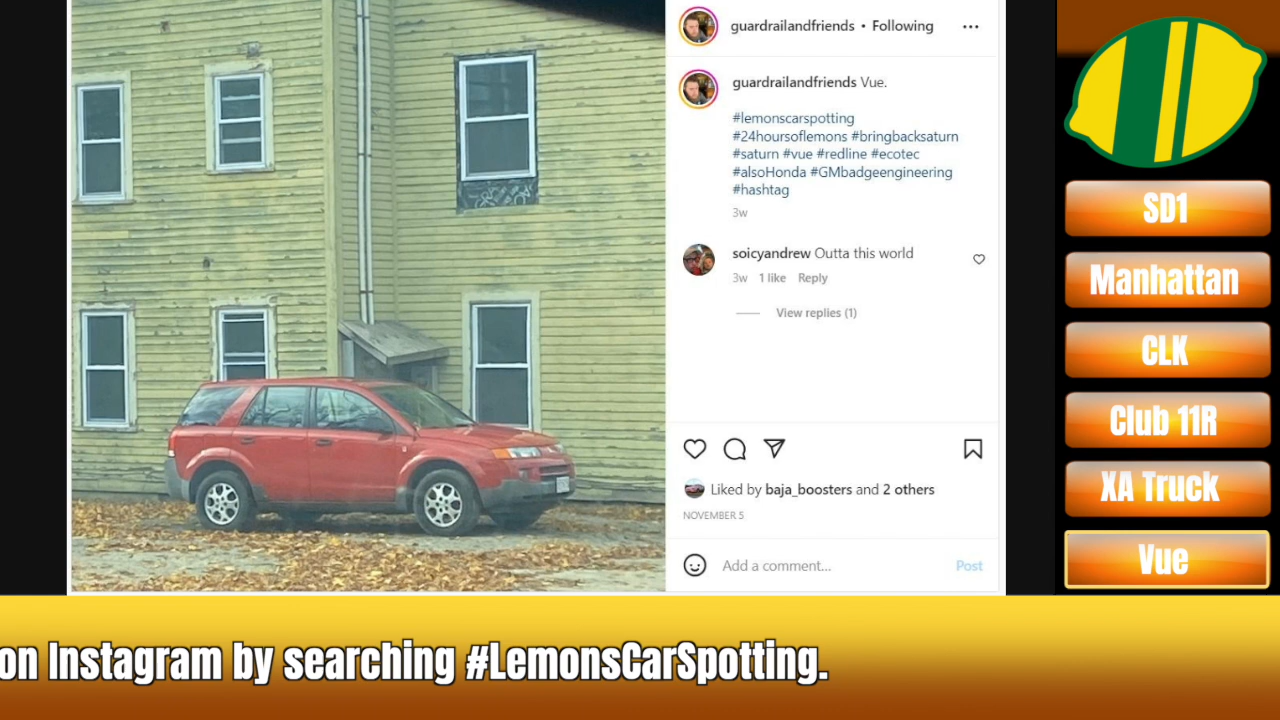 guardrailandfriends • Following
guardrailandfriends Vue.
#lemonscarspotting
#24hoursoflemons #bringbacksaturn
#saturn #vue #redline #ecotec
#alsoHonda #GMbadgeengineering
#hashtag
3w
soicyandrew Outta this world
3w 1 like Reply
View replies (1)
Liked by baja_boosters and 2 others
NOVEMBER 5
Add a comment... Post
SD1
Manhattan
CLK
Club 11R
XA Truck
Vue
on Instagram by searching #LemonsCarSpotting.